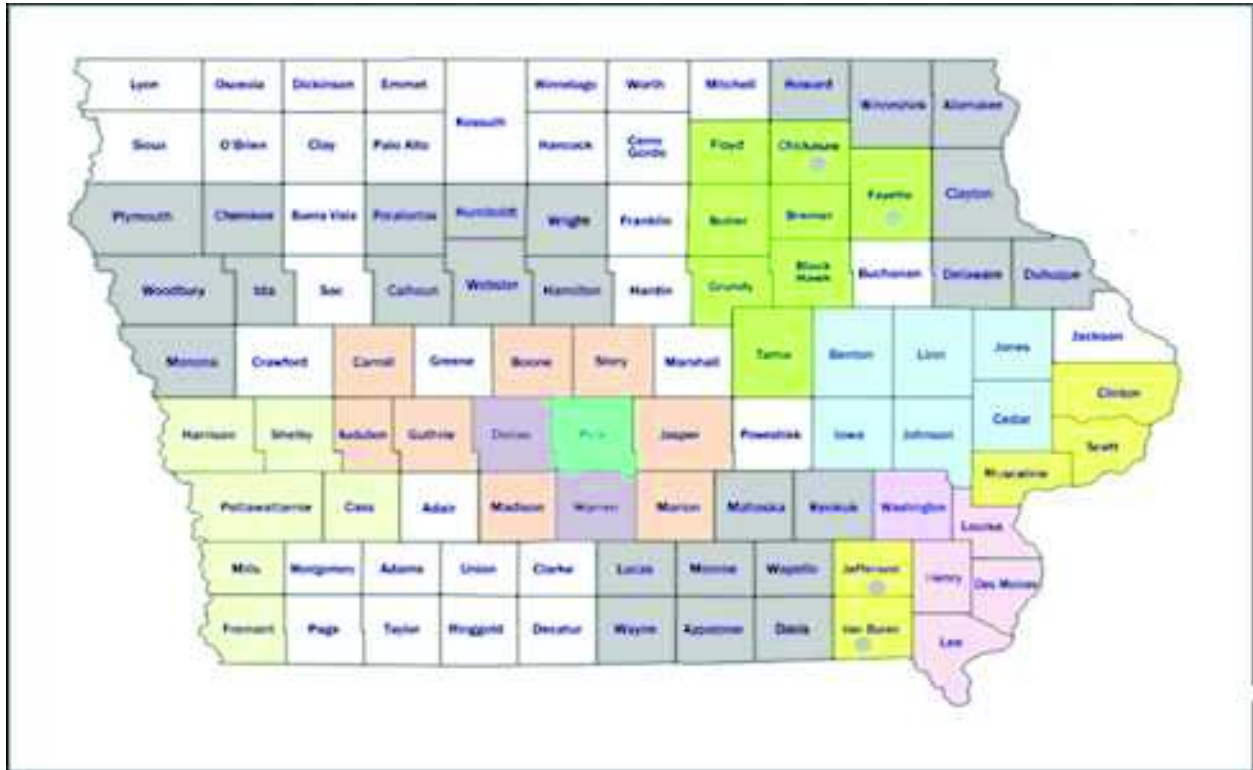 Lyon
Osceola
Dickinson
Emmet
Kossuth
Winnebago
Worth
Mitchell
Howard
Winneshiek
Allamakee
Sioux
O'Brien
Clay
Palo Alto
Hancock
Cerro
Gordo
Floyd
Chickasaw
Fayette
Clayton
Plymouth
Cherokee
Buena Vista
Pocahontas
Humboldt
Wright
Franklin
Butler
Bremer
Woodbury
Ida
Sac
Calhoun
Webster
Hamilton
Hardin
Grundy
Black
Hawk
Buchanan
Delaware
Dubuque
Monona
Crawford
Carroll
Greene
Boone
Story
Marshall
Tama
Benton
Linn
Jones
Jackson
Clinton
Harrison
Shelby
Audubon
Guthrie
Dallas
Polk
Jasper
Poweshiek
Iowa
Johnson
Cedar
Scott
Muscatine
Pottawattamie
Cass
Adair
Madison
Warren
Marion
Mahaska
Keokuk
Washington
Louisa
Mills
Montgomery
Adams
Union
Clarke
Lucas
Monroe
Wapello
Jefferson
Henry
Des Moines
Fremont
Page
Taylor
Ringgold
Decatur
Wayne
Appanoose
Davis
Van Buren
Lee